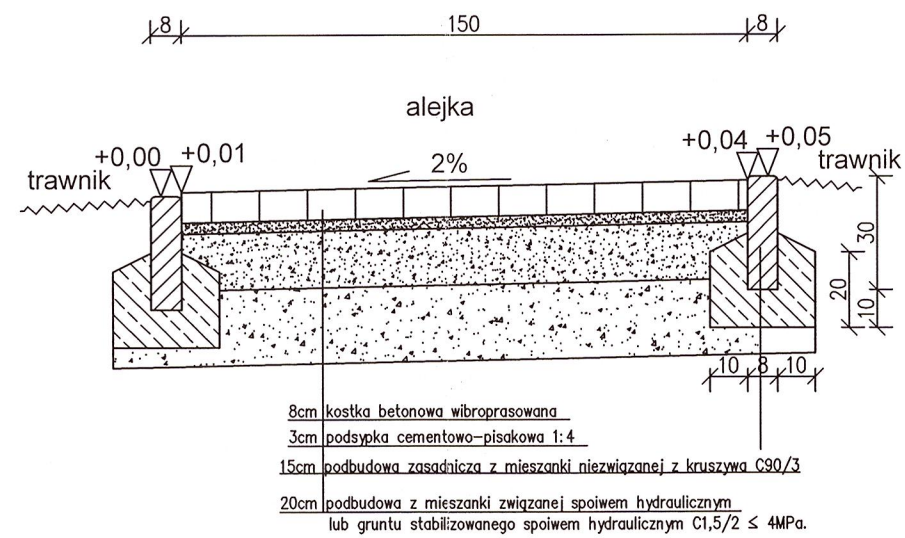 8 150 8
alejka
+0,00 +0,01 +0,04 +0,05
trawnik 2% trawnik
30
20 10
10 8 10
8cm kostka betonowa wibroprasowana
3cm podsypka cementowo-pisakowa 1:4
15cm podbudowa zasadnicza z mieszanki niezwiązanej z kruszywa C90/3
20cm podbudowa z mieszanki związanej spoiwem hydraulicznym
lub gruntu stabilizowanego spoiwem hydraulicznym C1,5/2 ≤ 4MPa.